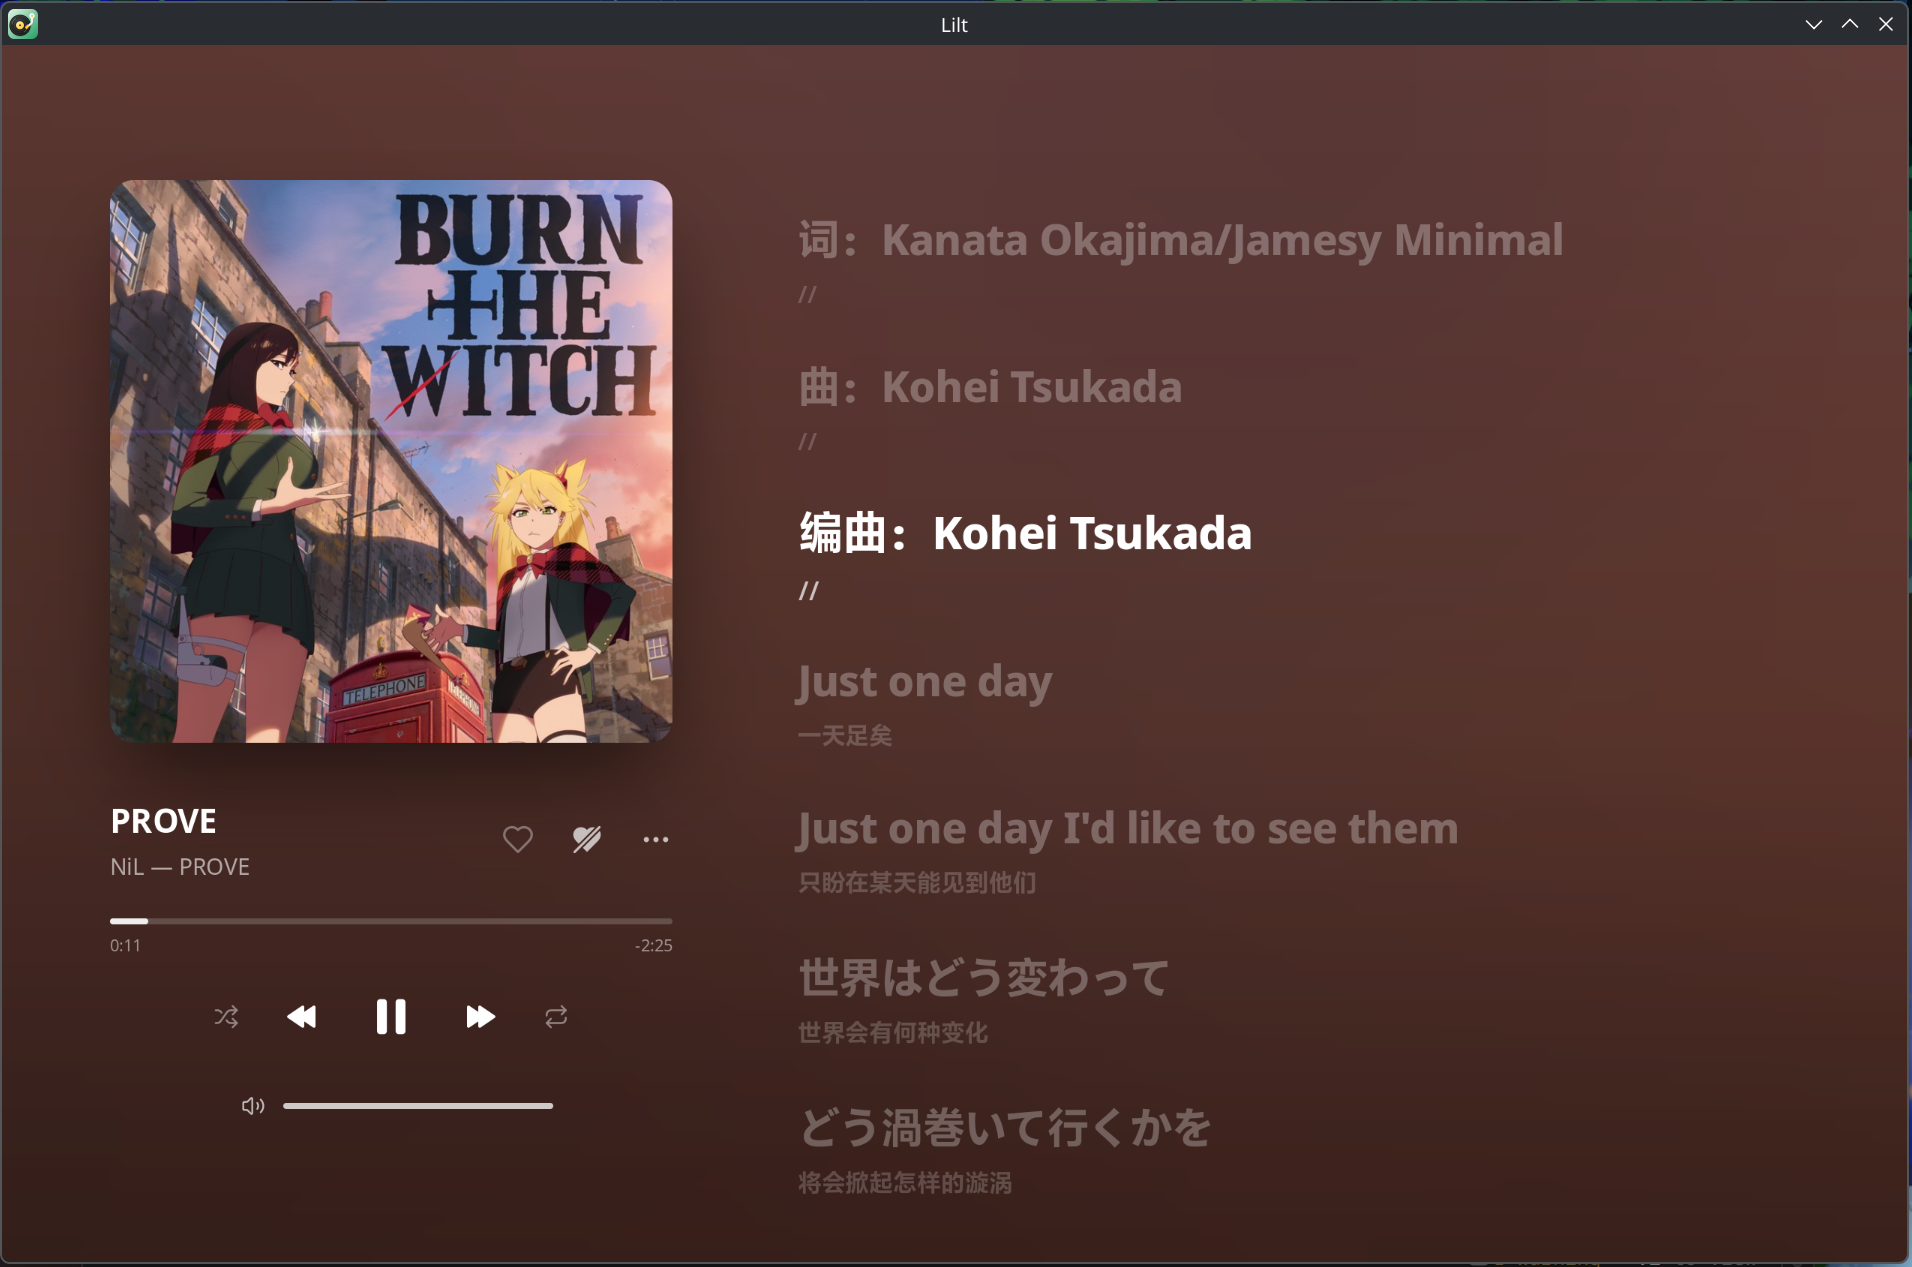 Lilt
BURN
THE
WITCH
TELEPHONE
PROVE
NiL — PROVE
0:11
-2:25
词：Kanata Okajima/Jamesy Minimal
//
曲：Kohei Tsukada
//
编曲：Kohei Tsukada
//
Just one day
一天足矣
Just one day I'd like to see them
只盼在某天能见到他们
世界はどう変わって
世界会有何种变化
どう渦巻いて行くかを
将会掀起怎样的漩涡